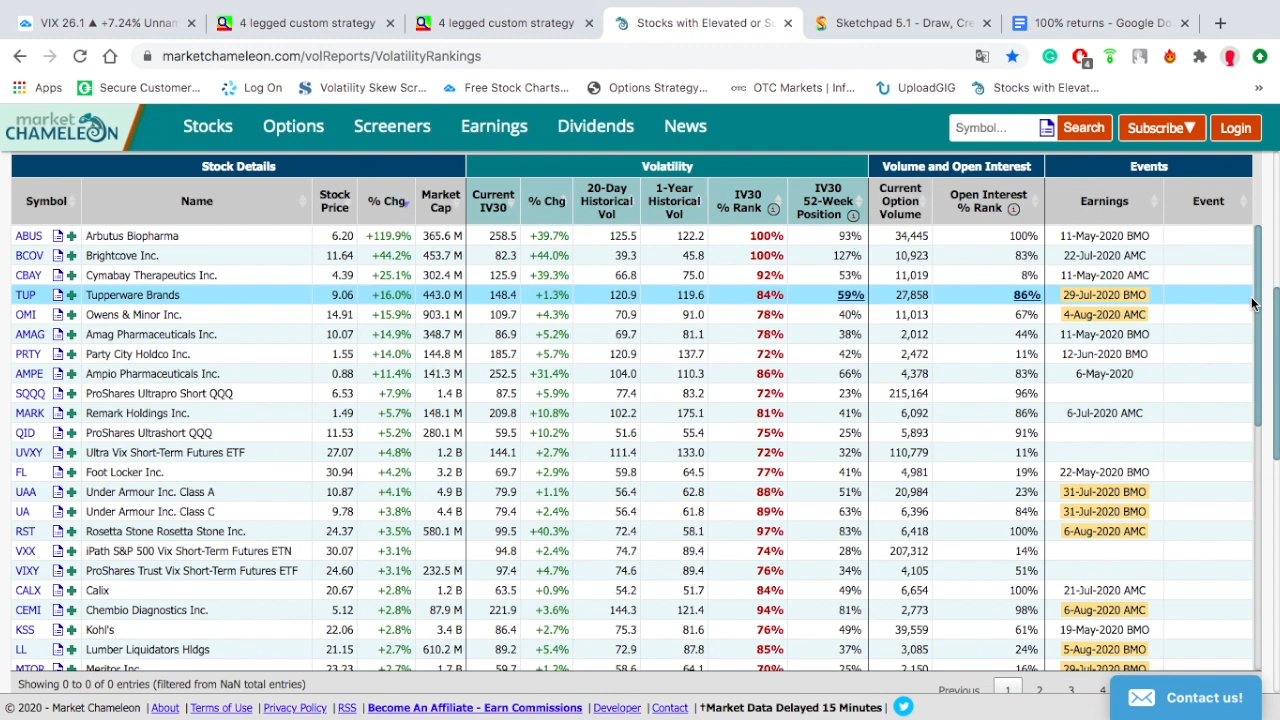 VIX 26.1 ▲ +7.24% Unnam
4 legged custom strategy
4 legged custom strategy
Stocks with Elevated or Su
Sketchpad 5.1 - Draw, Cre
100% returns - Google Do
marketchameleon.com/volReports/VolatilityRankings
4
Apps Secure Customer... Log On Volatility Skew Scr... Free Stock Charts... Options Strategy... OTC Markets | Inf... UploadGIG Stocks with Elevat... »
market CHAMELEON
Stocks Options Screeners Earnings Dividends News
Symbol... Search Subscribe▼ Login
Stock Details Volatility Volume and Open Interest Events
Symbol Name Stock Price % Chg Market Cap Current IV30 % Chg 20-Day Historical Vol 1-Year Historical Vol IV30 % Rank IV30 52-Week Position Current Option Volume Open Interest % Rank Earnings Event
ABUS Arbutus Biopharma 6.20 +119.9% 365.6 M 258.5 +39.7% 125.5 122.2 100% 93% 34,445 100% 11-May-2020 BMO
BCOV Brightcove Inc. 11.64 +44.2% 453.7 M 82.3 +44.0% 39.3 45.8 100% 127% 10,923 83% 22-Jul-2020 AMC
CBAY Cymabay Therapeutics Inc. 4.39 +25.1% 302.4 M 125.9 +39.3% 66.8 75.0 92% 53% 11,019 8% 11-May-2020 AMC
TUP Tupperware Brands 9.06 +16.0% 443.0 M 148.4 +1.3% 120.9 119.6 84% 59% 27,858 86% 29-Jul-2020 BMO
OMI Owens & Minor Inc. 14.91 +15.9% 903.1 M 109.7 +4.3% 70.9 91.0 78% 40% 11,013 67% 4-Aug-2020 AMC
AMAG Amag Pharmaceuticals Inc. 10.07 +14.9% 348.7 M 86.9 +5.2% 69.7 81.1 78% 38% 2,012 44% 11-May-2020 BMO
PRTY Party City Holdco Inc. 1.55 +14.0% 144.8 M 185.7 +5.7% 120.9 137.7 72% 42% 2,472 11% 12-Jun-2020 BMO
AMPE Ampio Pharmaceuticals Inc. 0.88 +11.4% 141.3 M 252.5 +31.4% 104.0 110.3 86% 66% 4,378 83% 6-May-2020
SQQQ ProShares Ultrapro Short QQQ 6.53 +7.9% 1.4 B 87.5 +5.9% 77.4 83.2 72% 23% 215,164 96%
MARK Remark Holdings Inc. 1.49 +5.7% 148.1 M 209.8 +10.8% 102.2 175.1 81% 41% 6,092 86% 6-Jul-2020 AMC
QID ProShares Ultrashort QQQ 11.53 +5.2% 280.1 M 59.5 +10.2% 51.6 55.4 75% 25% 5,893 91%
UVXY Ultra Vix Short-Term Futures ETF 27.07 +4.8% 1.2 B 144.1 +2.7% 111.4 133.0 72% 32% 110,779 11%
FL Foot Locker Inc. 30.94 +4.2% 3.2 B 69.7 +2.9% 59.8 64.5 77% 41% 4,981 19% 22-May-2020 BMO
UAA Under Armour Inc. Class A 10.87 +4.1% 4.9 B 79.9 +1.1% 56.4 62.8 88% 51% 20,984 23% 31-Jul-2020 BMO
UA Under Armour Inc. Class C 9.78 +3.8% 4.4 B 79.4 +2.4% 56.4 61.8 89% 63% 6,396 84% 31-Jul-2020 BMO
RST Rosetta Stone Rosetta Stone Inc. 24.37 +3.5% 580.1 M 99.5 +40.3% 72.4 58.1 97% 83% 6,418 100% 6-Aug-2020 AMC
VXX iPath S&P 500 Vix Short-Term Futures ETN 30.07 +3.1% 94.8 +2.4% 74.7 89.4 74% 28% 207,312 14%
VIXY ProShares Trust Vix Short-Term Futures ETF 24.60 +3.1% 232.5 M 97.4 +4.7% 74.6 89.4 76% 34% 4,105 51%
CALX Calix 20.67 +2.8% 1.2 B 63.5 +0.9% 54.2 51.7 84% 49% 6,654 100% 21-Jul-2020 AMC
CEMI Chembio Diagnostics Inc. 5.12 +2.8% 87.9 M 221.9 +3.6% 144.3 121.4 94% 81% 2,773 98% 6-Aug-2020 AMC
KSS Kohl's 22.06 +2.8% 3.4 B 86.4 +2.7% 75.3 81.6 76% 49% 39,559 61% 19-May-2020 BMO
LL Lumber Liquidators Hldgs 21.15 +2.7% 610.2 M 89.2 +5.4% 72.9 87.8 85% 37% 3,085 24% 5-Aug-2020 BMO
MTOR Meritor Inc. 23.23 +2.7% 1.7 B 59.7 +1.2% 58.6 64.1 70% 25% 2,150 16% 29-Jul-2020 BMO
Showing 0 to 0 of 0 entries (filtered from NaN total entries)
Previous 1 2 3 4
© 2020 - Market Chameleon | About | Terms of Use | Privacy Policy | RSS | Become An Affiliate - Earn Commissions | Developer | Contact | †Market Data Delayed 15 Minutes |
Contact us!